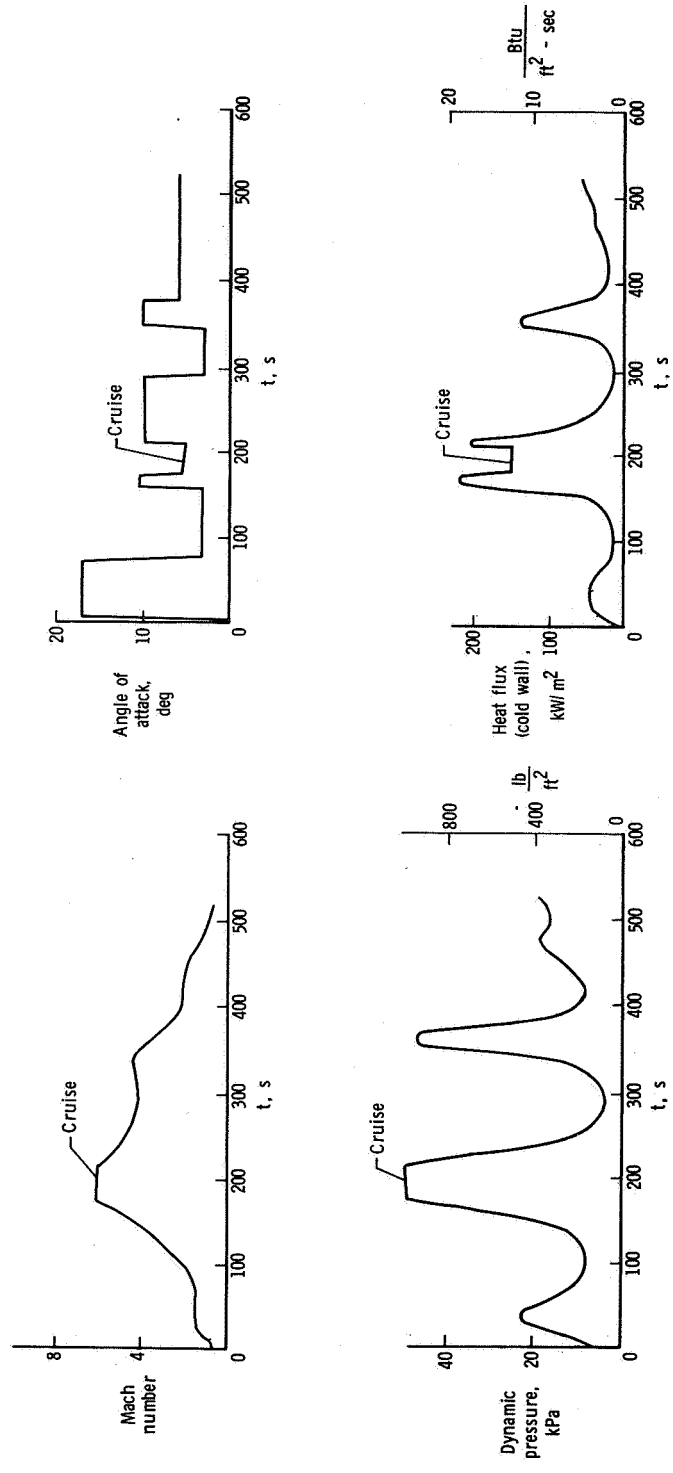 8
4
0
Mach
number
Cruise
100
200
300
400
500
600
t, s
20
10
0
Angle of
attack,
deg
Cruise
100
200
300
400
500
600
t, s
40
20
0
Dynamic
pressure,
kPa
Cruise
100
200
300
400
500
600
t, s
800
400
0
lb
ft2
200
100
0
Heat flux
(cold wall),
kW/m2
Cruise
100
200
300
400
500
600
t, s
20
10
0
Btu
ft2 - sec